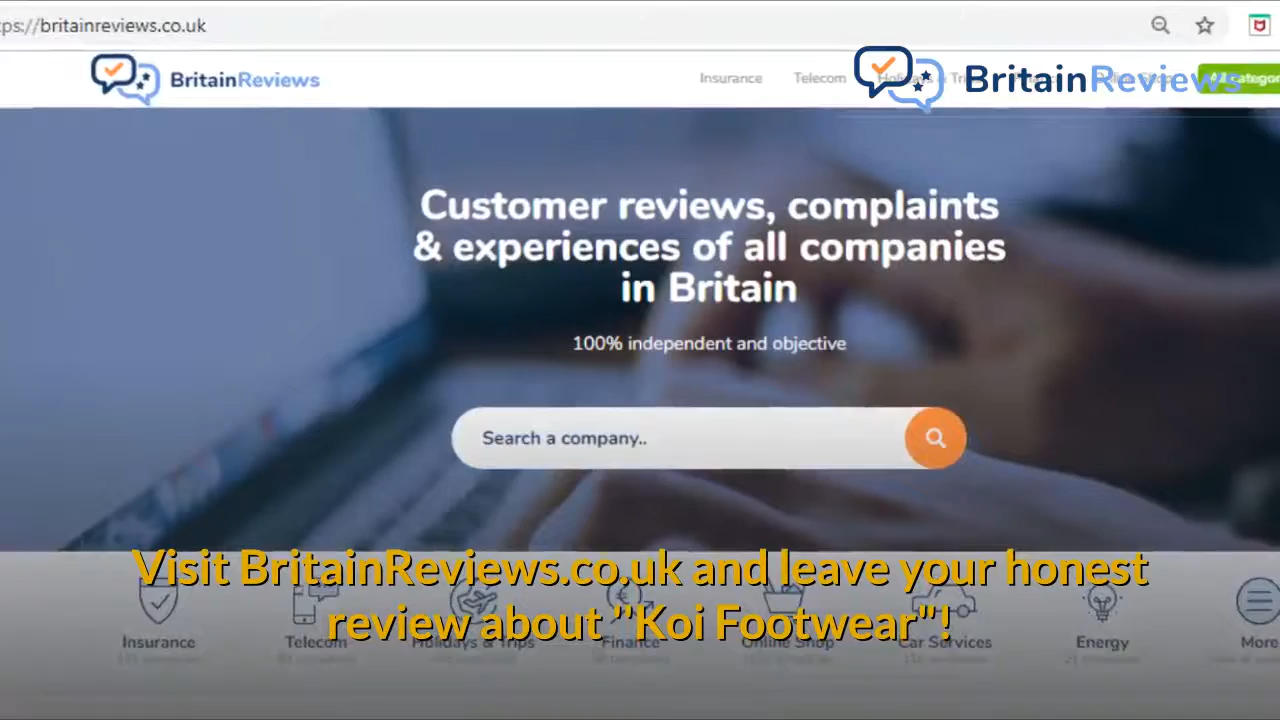 ps://britainreviews.co.uk
BritainReviews
Insurance
Telecom
BritainReviews
Customer reviews, complaints
& experiences of all companies
in Britain
100% independent and objective
Search a company..
Visit BritainReviews.co.uk and leave your honest
review about "Koi Footwear"!
Insurance
Telecom
Holidays & Trips
Finance
Online Shop
Car Services
Energy
More